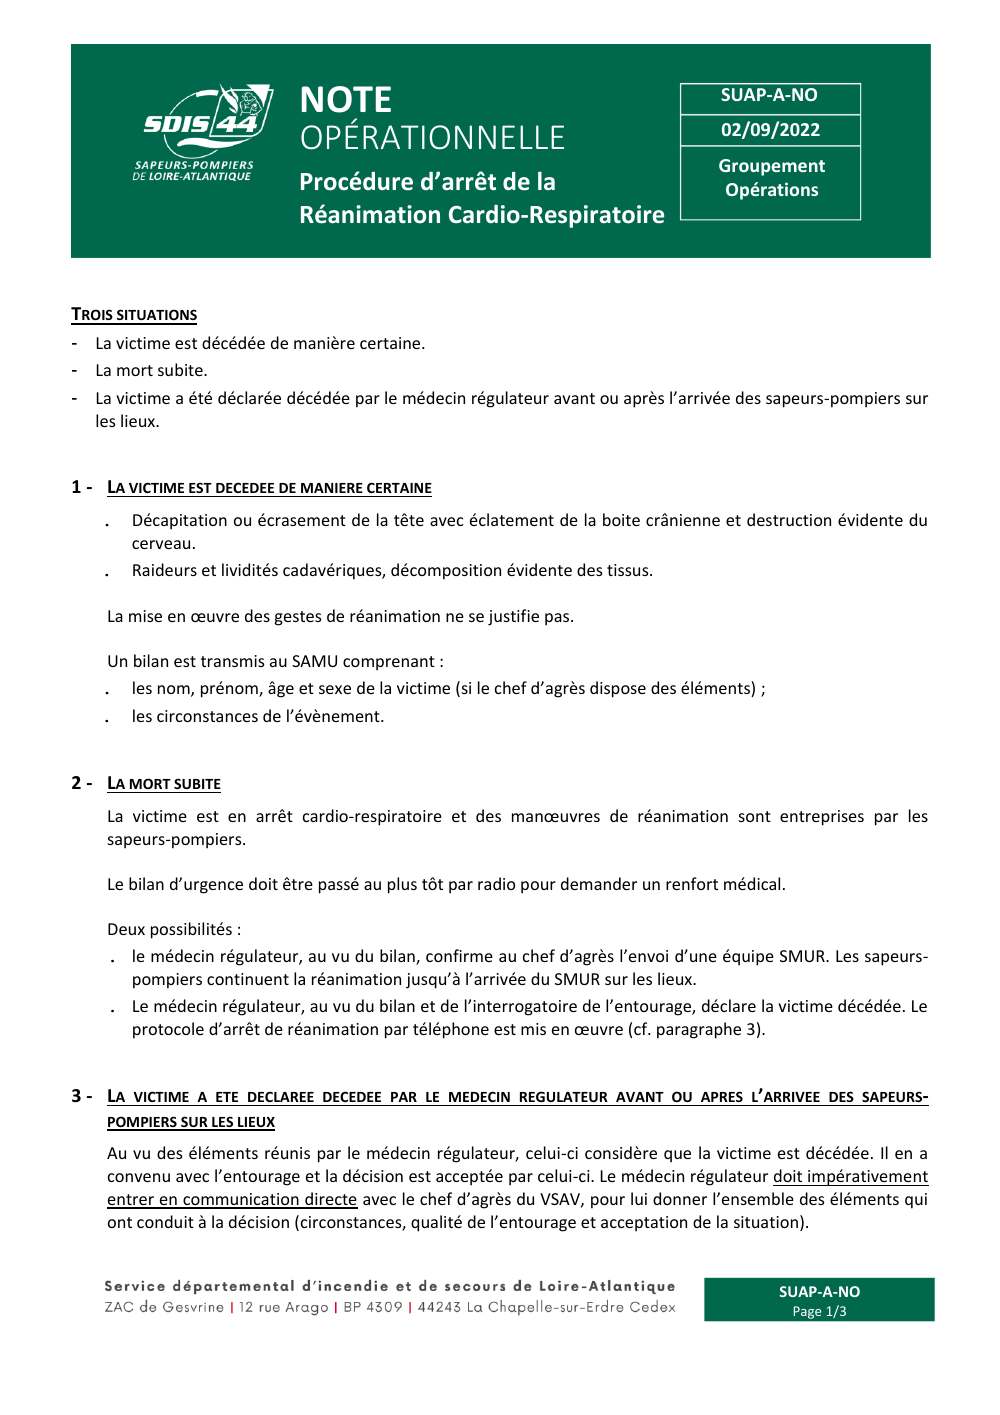 SDIS 44
SAPEURS-POMPIERS
DE LOIRE-ATLANTIQUE
NOTE
OPÉRATIONNELLE
Procédure d’arrêt de la
Réanimation Cardio-Respiratoire
SUAP-A-NO
02/09/2022
Groupement
Opérations
TROIS SITUATIONS
- La victime est décédée de manière certaine.
- La mort subite.
- La victime a été déclarée décédée par le médecin régulateur avant ou après l’arrivée des sapeurs-pompiers sur
les lieux.
1 - LA VICTIME EST DECEDEE DE MANIERE CERTAINE
. Décapitation ou écrasement de la tête avec éclatement de la boite crânienne et destruction évidente du
cerveau.
. Raideurs et lividités cadavériques, décomposition évidente des tissus.
La mise en œuvre des gestes de réanimation ne se justifie pas.
Un bilan est transmis au SAMU comprenant :
. les nom, prénom, âge et sexe de la victime (si le chef d’agrès dispose des éléments) ;
. les circonstances de l’évènement.
2 - LA MORT SUBITE
La victime est en arrêt cardio-respiratoire et des manœuvres de réanimation sont entreprises par les
sapeurs-pompiers.
Le bilan d’urgence doit être passé au plus tôt par radio pour demander un renfort médical.
Deux possibilités :
. le médecin régulateur, au vu du bilan, confirme au chef d’agrès l’envoi d’une équipe SMUR. Les sapeurs-
pompiers continuent la réanimation jusqu’à l’arrivée du SMUR sur les lieux.
. Le médecin régulateur, au vu du bilan et de l’interrogatoire de l’entourage, déclare la victime décédée. Le
protocole d’arrêt de réanimation par téléphone est mis en œuvre (cf. paragraphe 3).
3 - LA VICTIME A ETE DECLAREE DECEDEE PAR LE MEDECIN REGULATEUR AVANT OU APRES L’ARRIVEE DES SAPEURS-
POMPIERS SUR LES LIEUX
Au vu des éléments réunis par le médecin régulateur, celui-ci considère que la victime est décédée. Il en a
convenu avec l’entourage et la décision est acceptée par celui-ci. Le médecin régulateur doit impérativement
entrer en communication directe avec le chef d’agrès du VSAV, pour lui donner l’ensemble des éléments qui
ont conduit à la décision (circonstances, qualité de l’entourage et acceptation de la situation).
Service départemental d’incendie et de secours de Loire-Atlantique
ZAC de Gesvrine | 12 rue Arago | BP 4309 | 44243 La Chapelle-sur-Erdre Cedex
SUAP-A-NO
Page 1/3